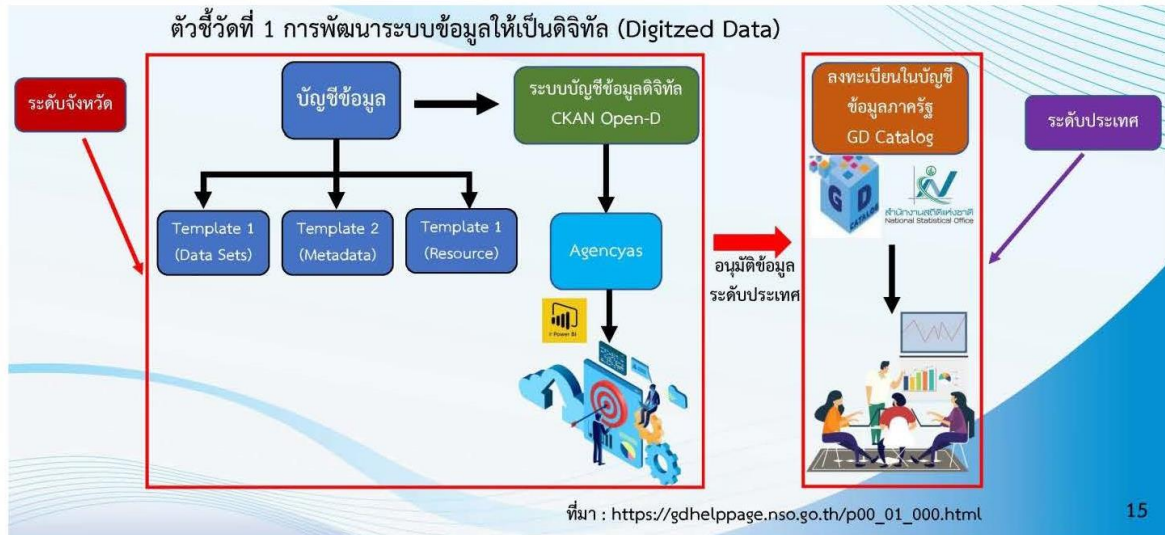 ตัวชี้วัดที่ 1 การพัฒนาระบบข้อมูลให้เป็นดิจิทัล (Digitzed Data)
ระดับจังหวัด
บัญชีข้อมูล
ระบบบัญชีข้อมูลดิจิทัล
CKAN Open-D
ลงทะเบียนในบัญชี
ข้อมูลภาครัฐ
GD Catalog
ระดับประเทศ
G D
CATALOG
สำนักงานสถิติแห่งชาติ
National Statistical Office
Template 1
(Data Sets)
Template 2
(Metadata)
Template 1
(Resource)
Agencyas
อนุมัติข้อมูล
ระดับประเทศ
Power BI
ที่มา : https://gdhelppage.nso.go.th/p00_01_000.html
15